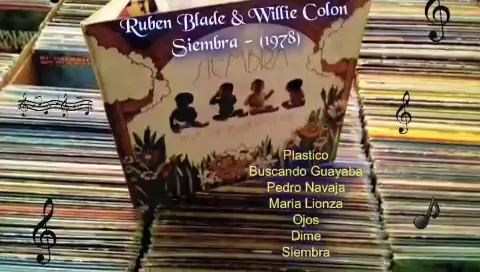 Ruben Blade & Willie Colon
Siembra - (1978)
SIEMBRA
Plastico
Buscando Guayaba
Pedro Navaja
Maria Lionza
Ojos
Dime
Siembra